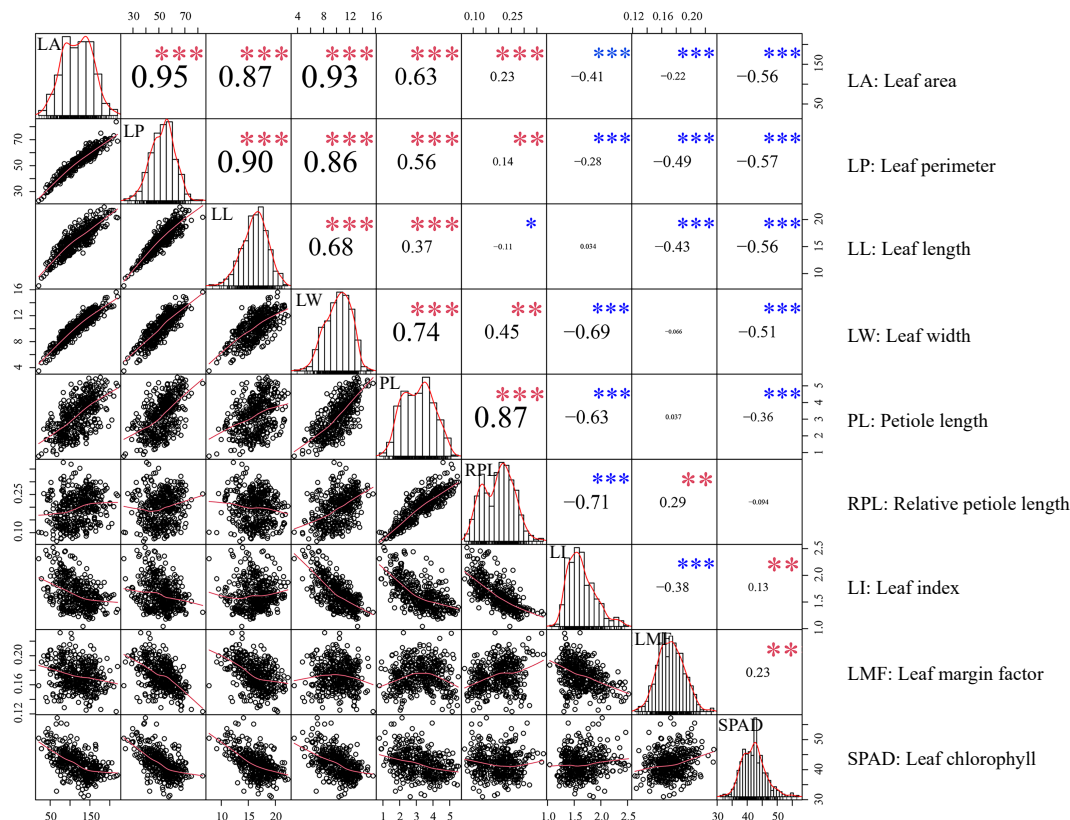 30 50 70 4 8 12 16 0.10 0.25 0.12 0.16 0.20
LA *** 0.95 *** 0.87 *** 0.93 *** 0.63 *** 0.23 *** −0.41 *** −0.22 *** −0.56 50 150 LA: Leaf area
30 50 70 LP *** 0.90 *** 0.86 *** 0.56 ** 0.14 *** −0.28 *** −0.49 *** −0.57 LP: Leaf perimeter
LL *** 0.68 *** 0.37 * −0.11 0.034 *** −0.43 *** −0.56 10 15 20 LL: Leaf length
4 8 12 16 LW *** 0.74 ** 0.45 *** −0.69 −0.066 *** −0.51 LW: Leaf width
PL *** 0.87 *** −0.63 0.037 *** −0.36 1 2 3 4 5 PL: Petiole length
0.10 0.25 RPL *** −0.71 ** 0.29 −0.094 RPL: Relative petiole length
LI *** −0.38 ** 0.13 1.0 1.5 2.0 2.5 LI: Leaf index
0.12 0.16 0.20 LMF ** 0.23 LMF: Leaf margin factor
SPAD 30 40 50 SPAD: Leaf chlorophyll
50 150 10 15 20 1 2 3 4 5 1.0 1.5 2.0 2.5 30 40 50